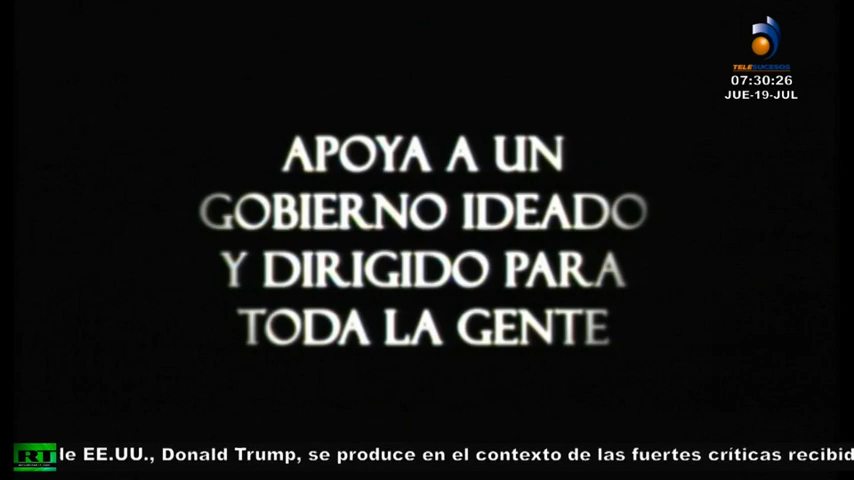 TELESUCESOS
07:30:26
JUE-19-JUL
APOYA A UN
GOBIERNO IDEADO
Y DIRIGIDO PARA
TODA LA GENTE
RT
le EE.UU., Donald Trump, se produce en el contexto de las fuertes críticas recibid